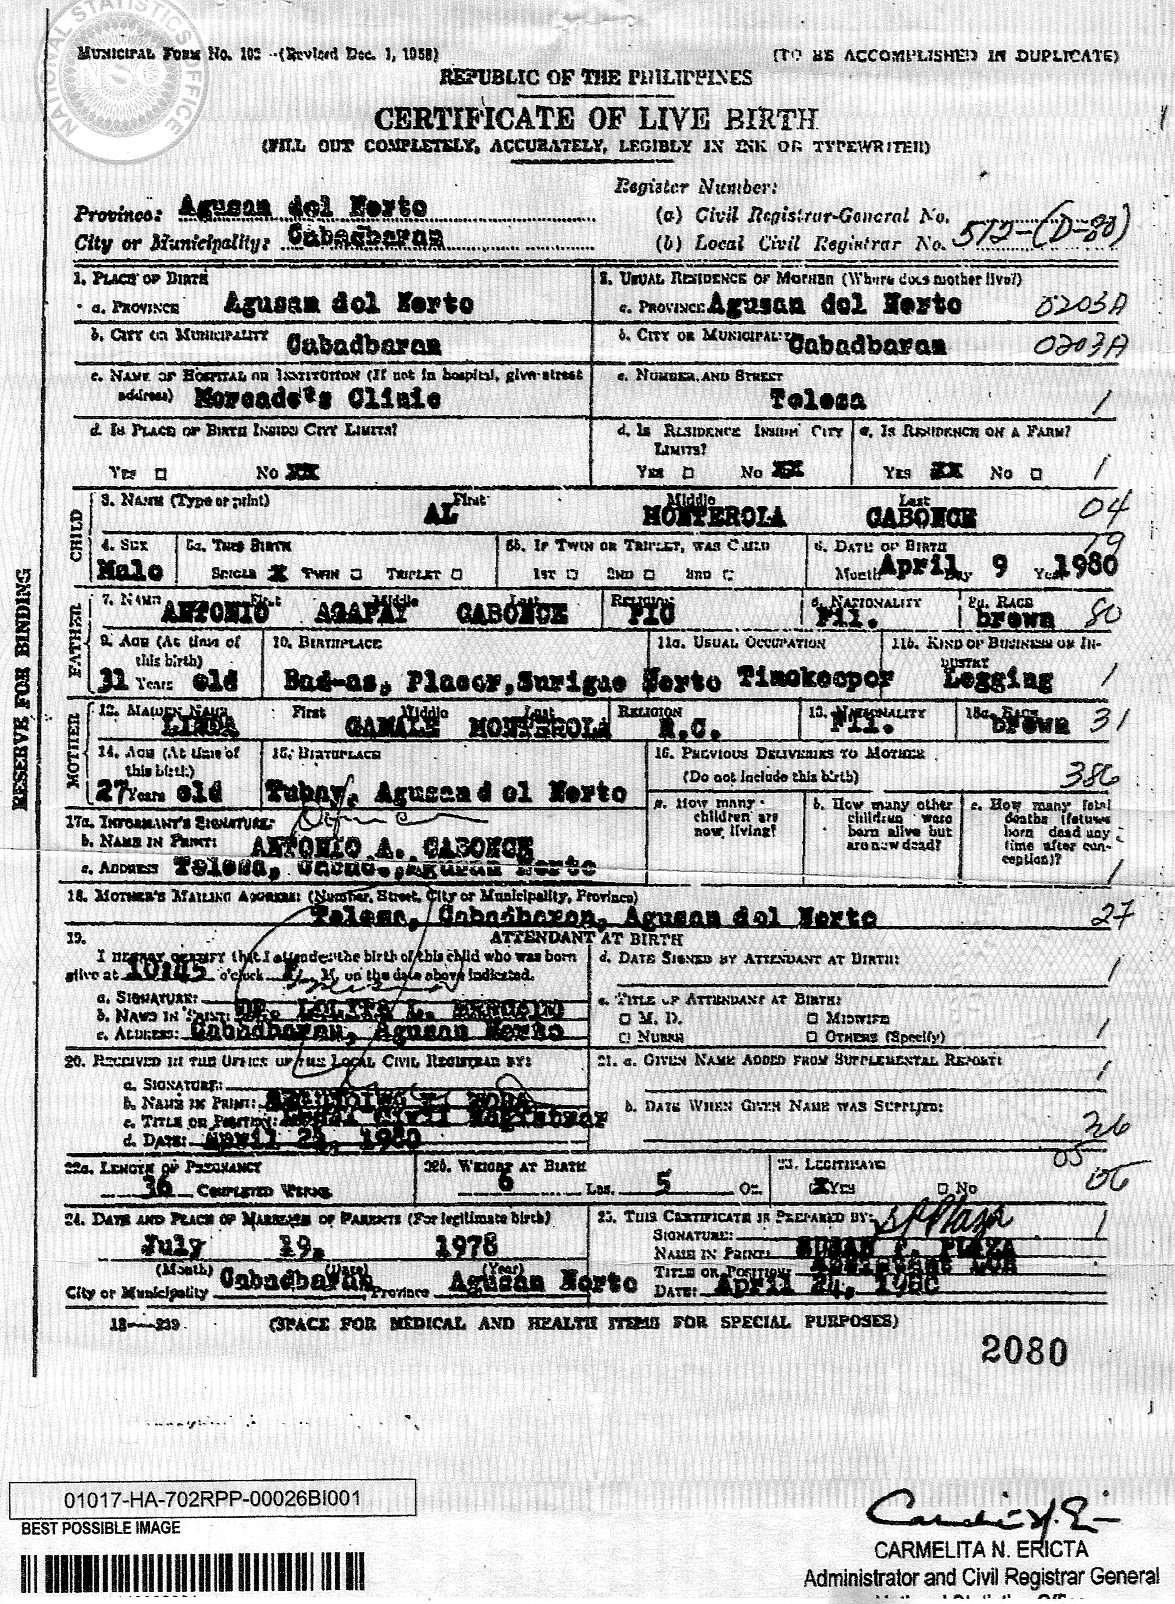 NATIONAL STATISTICS OFFICE
NSO
MUNICIPAL FORM No. 102 -(Revised Dec. 1, 1958)
(TO BE ACCOMPLISHED IN DUPLICATE)
REPUBLIC OF THE PHILIPPINES
CERTIFICATE OF LIVE BIRTH
(FILL OUT COMPLETELY, ACCURATELY, LEGIBLY IN INK OR TYPEWRITER)
Register Number:
Province: Agusan del Norte
(a) Civil Registrar-General No.
City or Municipality: Cabadbaran
(b) Local Civil Registrar No. 512-(D-80)
1. PLACE OF BIRTH
2. USUAL RESIDENCE OF MOTHER (Where does mother live?)
a. PROVINCE Agusan del Norte
a. PROVINCE: Agusan del Norte 0203A
b. CITY OR MUNICIPALITY Cabadbaran
b. CITY OR MUNICIPALITY Cabadbaran 0203A
c. NAME OF HOSPITAL OR INSTITUTION (If not in hospital, give street address)
c. NUMBER AND STREET
Clinic
1
d. IS PLACE OF BIRTH INSIDE CITY LIMITS?
d. IS RESIDENCE INSIDE CITY LIMITS?
e. IS RESIDENCE ON A FARM?
YES NO XX
YES NO XX
YES XX NO 1
CHILD
3. NAME (Type or print) First Middle Last
AL MONTEROLA GABONCE 04
4. SEX 5a. THIS BIRTH 5b. IF TWIN OR TRIPLET, WAS CHILD 6. DATE OF BIRTH 79
Male SINGLE X TWIN TRIPLET 1ST 2ND 3RD Month April Day 9 Year 1980
FATHER
7. NAME First Middle Last RELIGION 8. NATIONALITY 8a. RACE
ANTONIO AGAPAY GABONCE PIC Fil. brown 80
9. AGE (At time of this birth) 10. BIRTHPLACE 11a. USUAL OCCUPATION 11b. KIND OF BUSINESS OR INDUSTRY
31 Years old Bad-as, Placer, Surigao Norte Timekeeper Logging 1
MOTHER
12. MAIDEN NAME First Middle Last RELIGION 13. NATIONALITY 13a. RACE
LINDA GAMALE MONTEROLA R.C. Fil. brown 31
14. AGE (At time of this birth) 15. BIRTHPLACE 16. PREVIOUS DELIVERIES TO MOTHER
(Do not include this birth) 386
27 Years old Tubay, Agusan d el Norte
a. How many children are now living?
b. How many other children were born alive but are now dead?
c. How many fetal deaths (fetuses born dead any time after conception)?
1
17a. INFORMANT'S SIGNATURE:
b. NAME IN PRINT: ANTONIO A. GABONCE
c. ADDRESS
18. MOTHER'S MAILING ADDRESS: (Number, Street, City or Municipality, Province)
Cabadbaran, Agusan del Norte 27
19. ATTENDANT AT BIRTH
I HEREBY CERTIFY that I attended the birth of this child who was born alive at 10:45 o'clock P. M. on the date above indicated.
d. DATE SIGNED BY ATTENDANT AT BIRTH: 1
a. SIGNATURE:
e. TITLE OF ATTENDANT AT BIRTH:
b. NAME IN PRINT:
M. D. MIDWIFE
c. ADDRESS: Cabadbaran, Agusan Norte
NURSE OTHERS (Specify) 1
20. RECEIVED IN THE OFFICE OF THE LOCAL CIVIL REGISTRAR BY:
21. a. GIVEN NAME ADDED FROM SUPPLEMENTAL REPORT: 1
a. SIGNATURE:
b. NAME IN PRINT:
b. DATE WHEN GIVEN NAME WAS SUPPLIED:
c. TITLE OR POSITION: Local Civil Registrar
326
d. DATE: April 24, 1980
05
22a. LENGTH OF PREGNANCY 22b. WEIGHT AT BIRTH 23. LEGITIMATE
36 COMPLETED WEEKS 6 LBS. 5 OZ. X YES NO 06
24. DATE AND PLACE OF MARRIAGE OF PARENTS (For legitimate birth)
25. THIS CERTIFICATE IS PREPARED BY: 1
July 19, 1978
SIGNATURE:
(Month) (Date) (Year)
NAME IN PRINT: SUSAN P. PLAZA
TITLE OR POSITION: Assistant LCR
City or Municipality Cabadbaran Province Agusan Norte
DATE: April 24, 1980
RESERVE FOR BINDING
18—239
(SPACE FOR MEDICAL AND HEALTH ITEMS FOR SPECIAL PURPOSES)
2080
01017-HA-702RPP-00026BI001
BEST POSSIBLE IMAGE
CARMELITA N. ERICTA
Administrator and Civil Registrar General